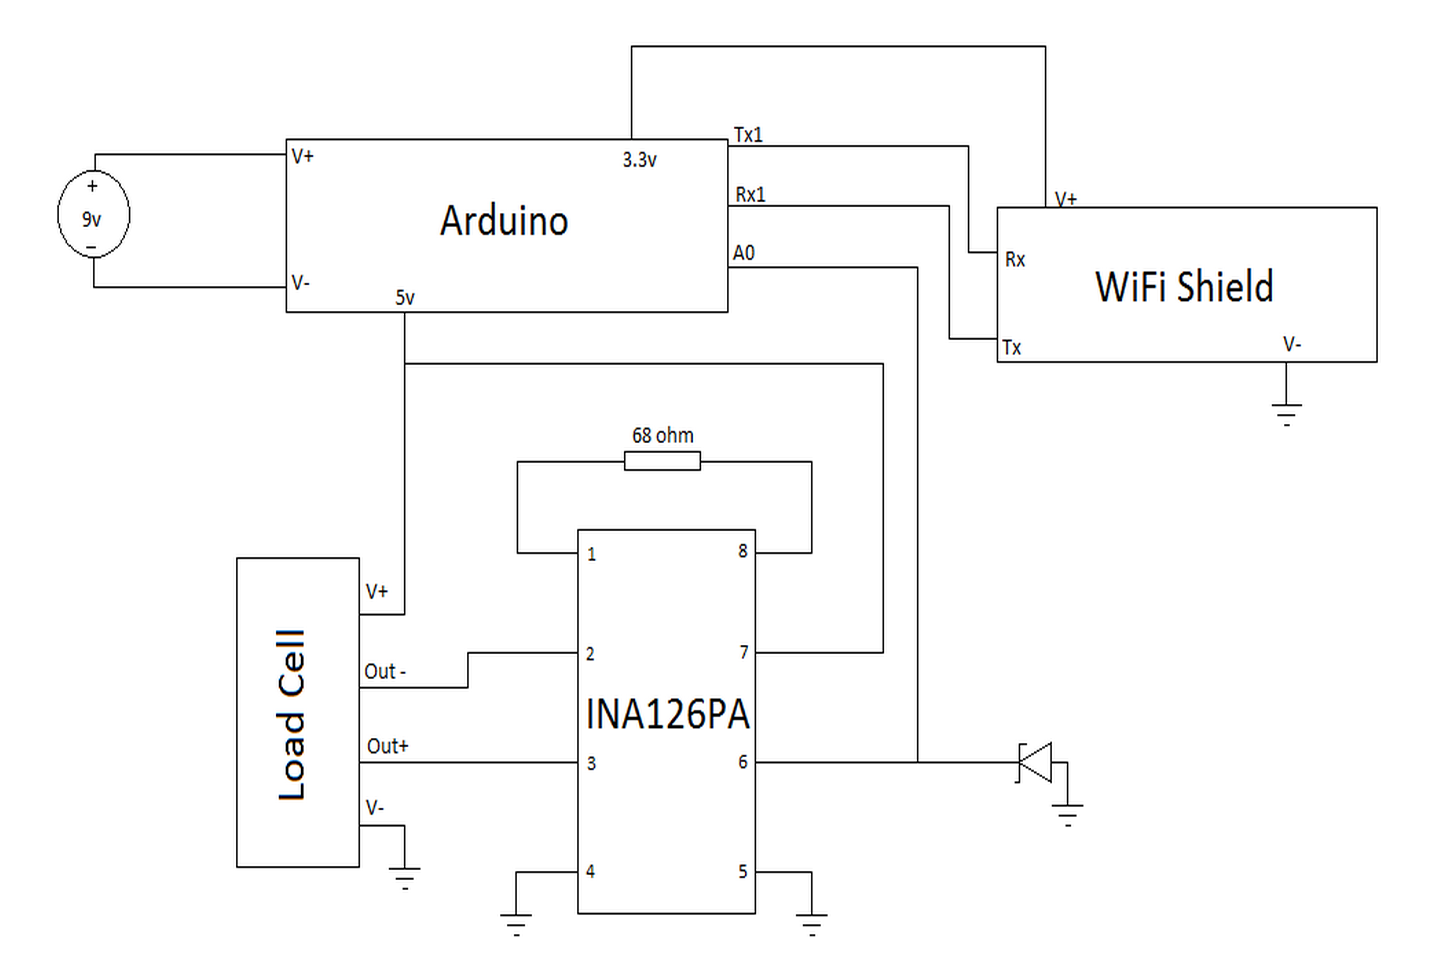 Tx1
V+
3.3v
+
9v
−
Arduino
Rx1
V+
A0
Rx
WiFi Shield
V-
5v
Tx
V-
68 ohm
1
8
V+
Out -
2
7
Load Cell
INA126PA
Out+
3
6
V-
4
5